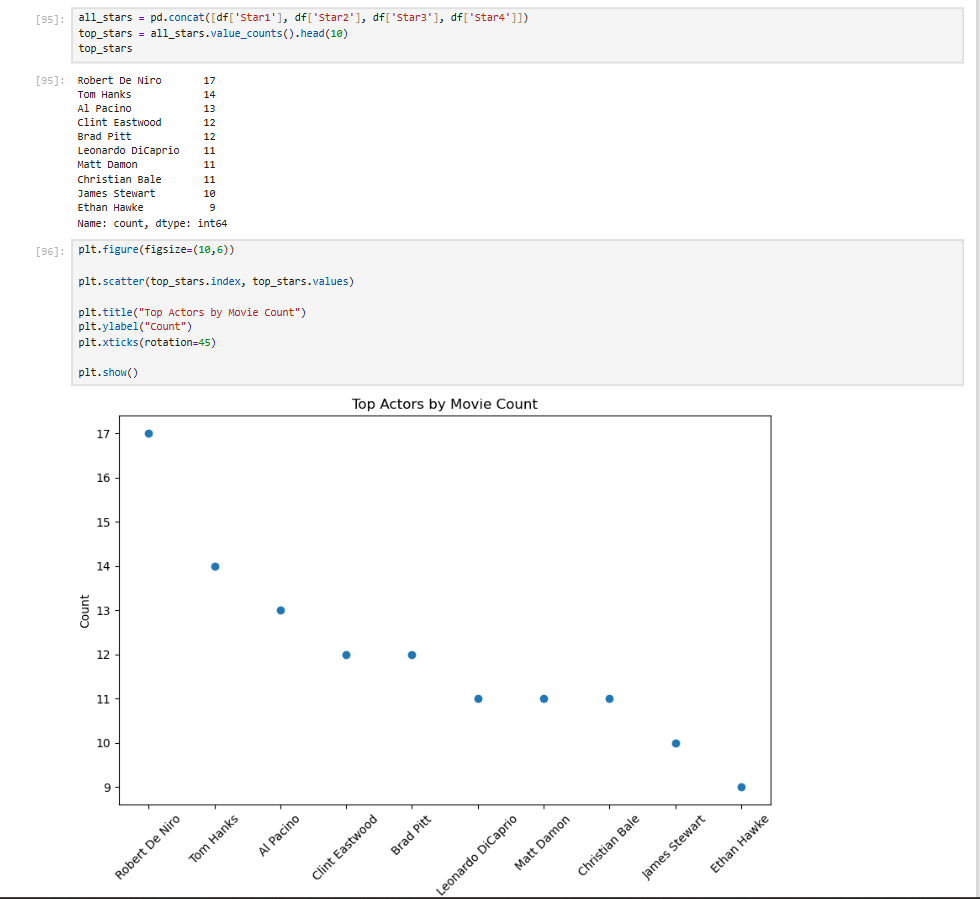 [95]: all_stars = pd.concat([df['Star1'], df['Star2'], df['Star3'], df['Star4']])
top_stars = all_stars.value_counts().head(10)
top_stars
[95]: Robert De Niro 17
Tom Hanks 14
Al Pacino 13
Clint Eastwood 12
Brad Pitt 12
Leonardo DiCaprio 11
Matt Damon 11
Christian Bale 11
James Stewart 10
Ethan Hawke 9
Name: count, dtype: int64
[96]: plt.figure(figsize=(10,6))
plt.scatter(top_stars.index, top_stars.values)
plt.title("Top Actors by Movie Count")
plt.ylabel("Count")
plt.xticks(rotation=45)
plt.show()
Top Actors by Movie Count
17
16
15
14
13
12
11
10
9
Count
Robert De Niro
Tom Hanks
Al Pacino
Clint Eastwood
Brad Pitt
Leonardo DiCaprio
Matt Damon
Christian Bale
James Stewart
Ethan Hawke